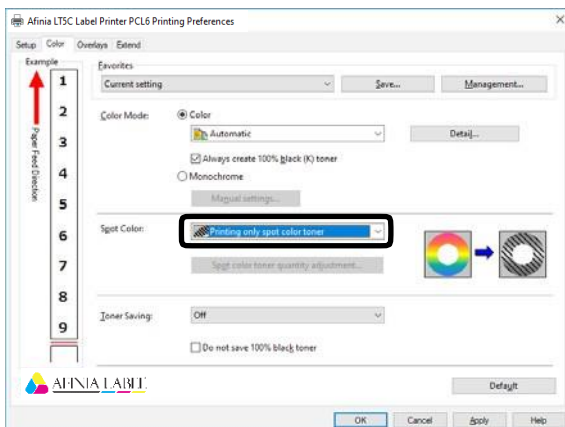 Afinia LT5C Label Printer PCL6 Printing Preferences
Setup Color Overlays Extend
Example
Paper Feed Direction
1
2
3
4
5
6
7
8
9
Favorites
Current setting
Save...
Management...
Color Mode:
Color
Automatic
Detail...
Always create 100% black (K) toner
Monochrome
Manual settings...
Spot Color:
Printing only spot color toner
Spot color toner quantity adjustment...
Toner Saving:
Off
Do not save 100% black toner
AFINIA LABEL
Default
OK Cancel Apply Help